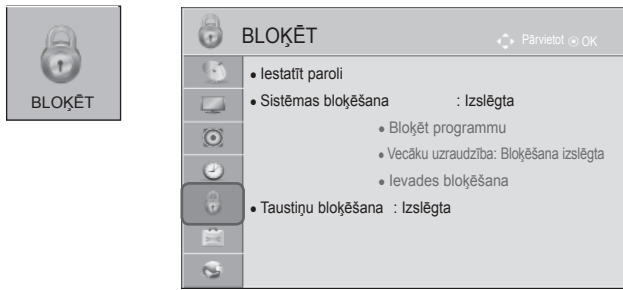 BLOĶĒT
BLOĶĒT
Pārvietot OK
• Iestatīt paroli
• Sistēmas bloķēšana : Izslēgta
• Bloķēt programmu
• Vecāku uzraudzība: Bloķēšana izslēgta
• Ievades bloķēšana
• Taustiņu bloķēšana : Izslēgta